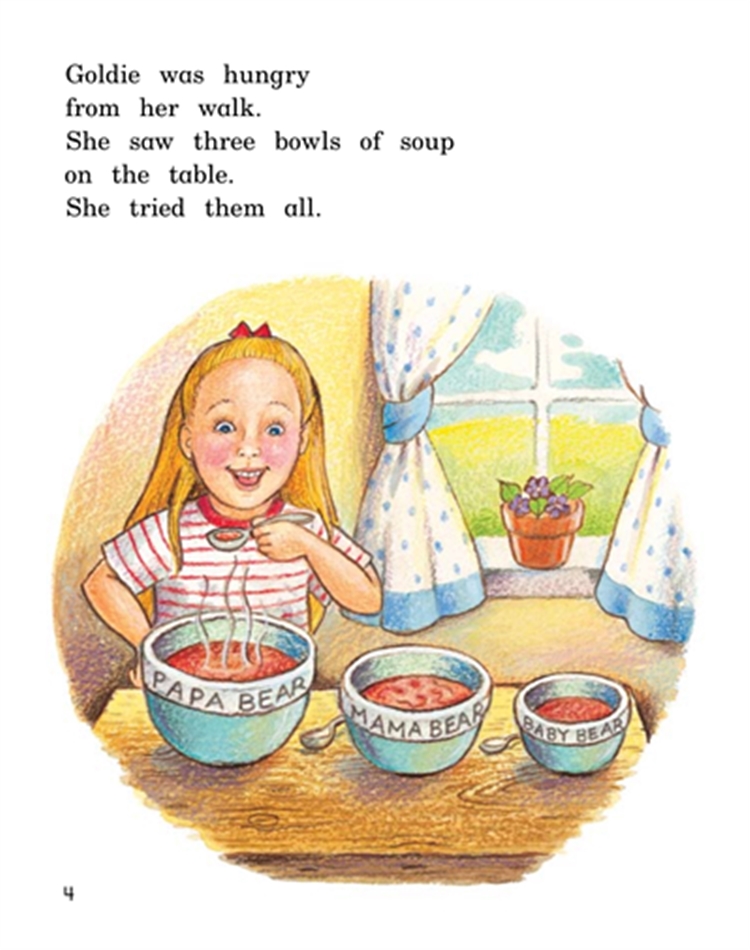 Goldie was hungry
from her walk.
She saw three bowls of soup
on the table.
She tried them all.
PAPA BEAR
MAMA BEAR
BABY BEAR
4